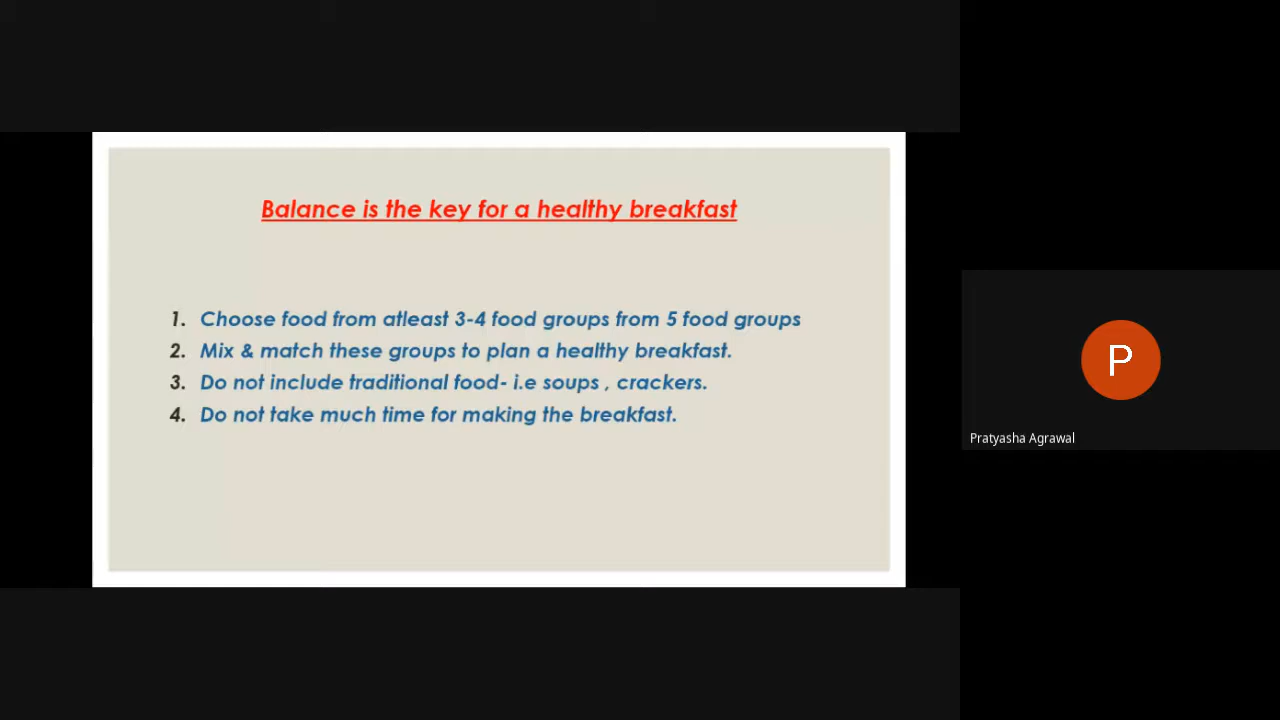 Balance is the key for a healthy breakfast
1. Choose food from atleast 3-4 food groups from 5 food groups
2. Mix & match these groups to plan a healthy breakfast.
3. Do not include traditional food- i.e soups , crackers.
4. Do not take much time for making the breakfast.
P
Pratyasha Agrawal